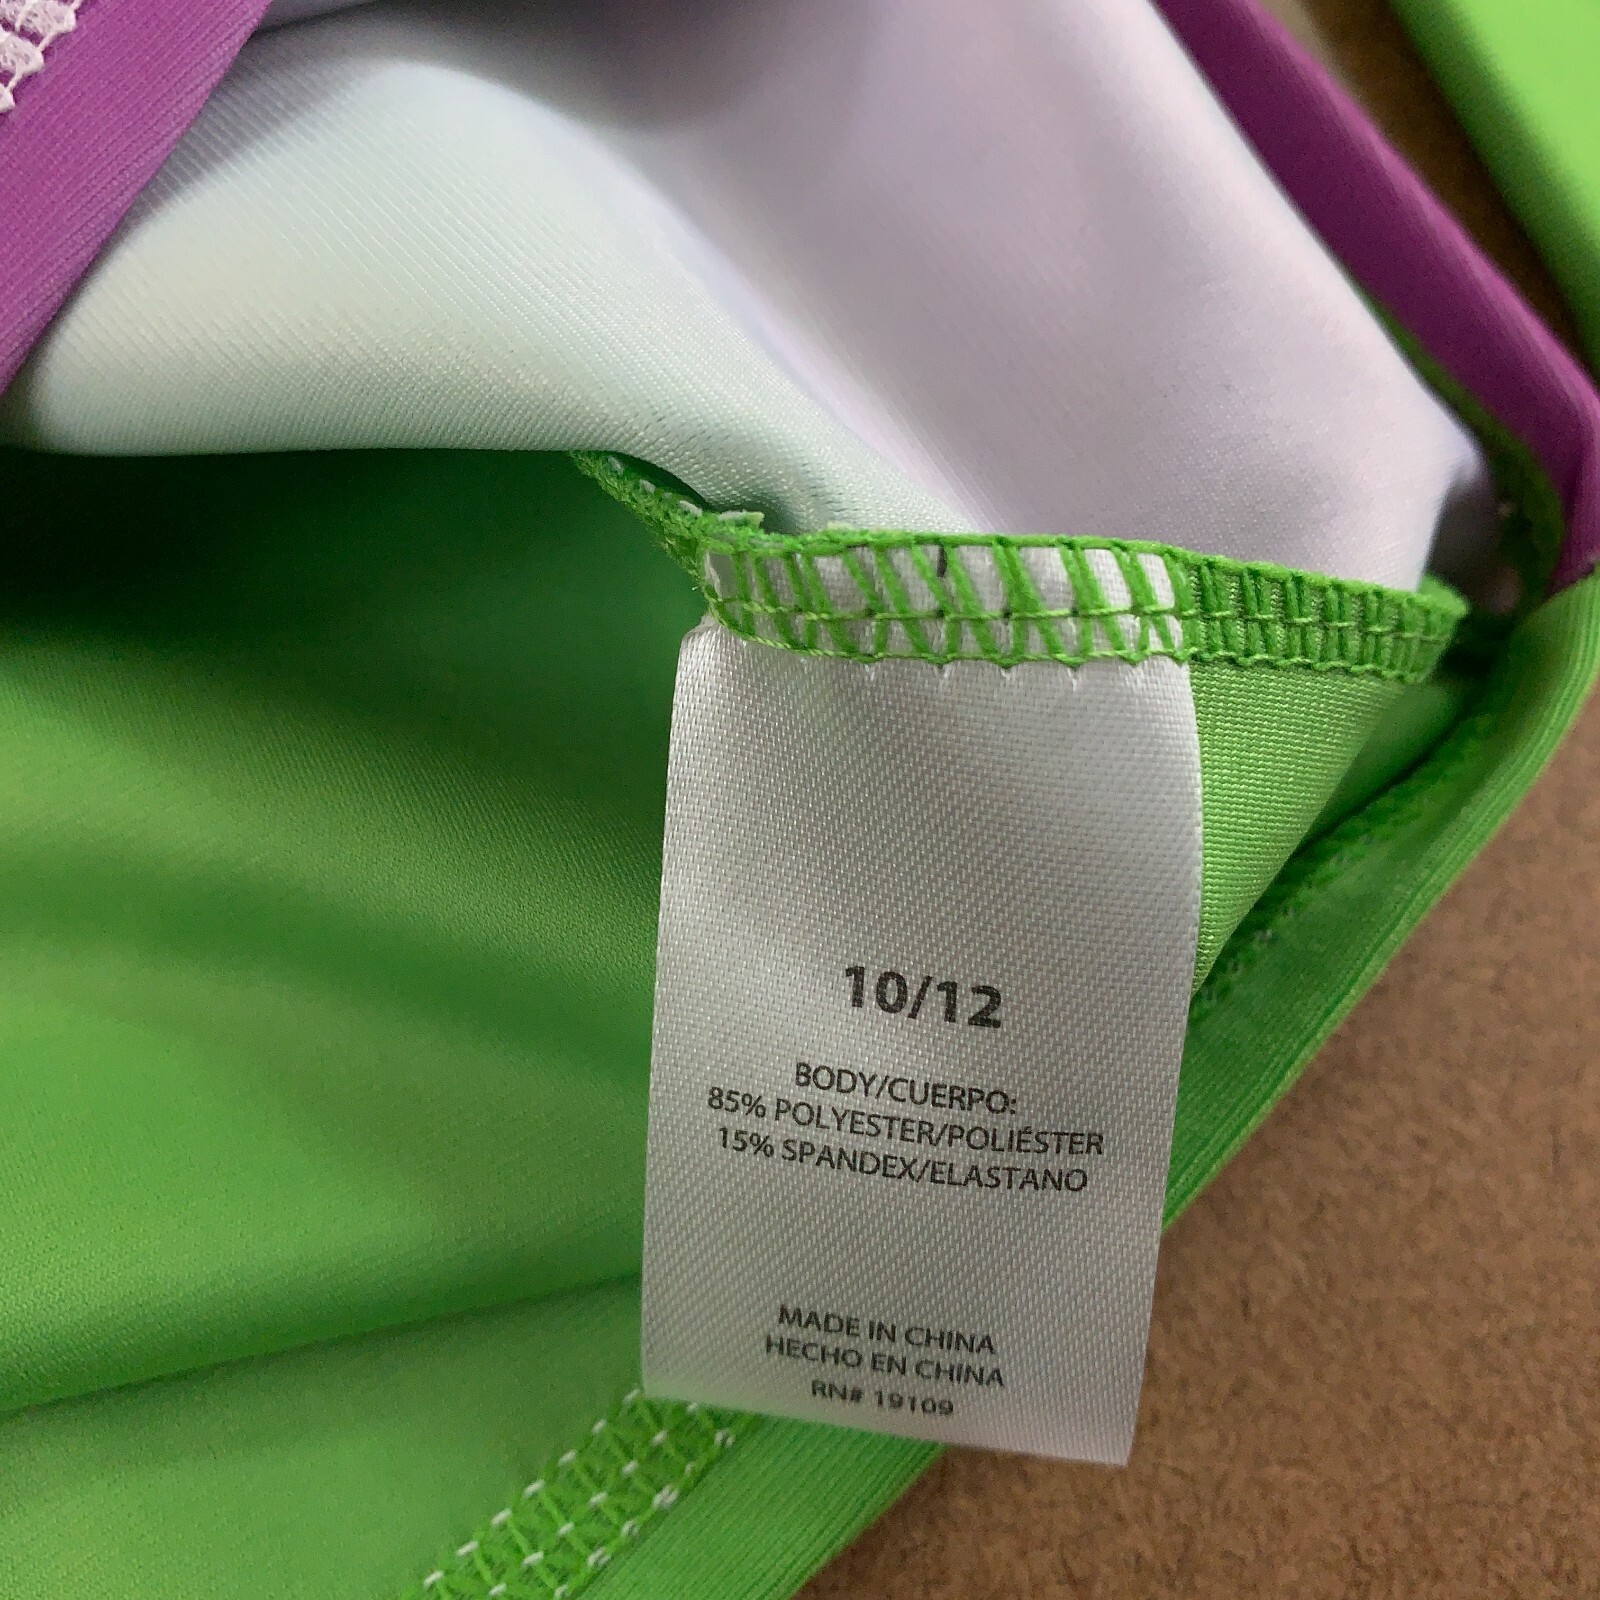 10/12
BODY/CUERPO:
85% POLYESTER/POLIÉSTER
15% SPANDEX/ELASTANO
MADE IN CHINA
HECHO EN CHINA
RN# 19109